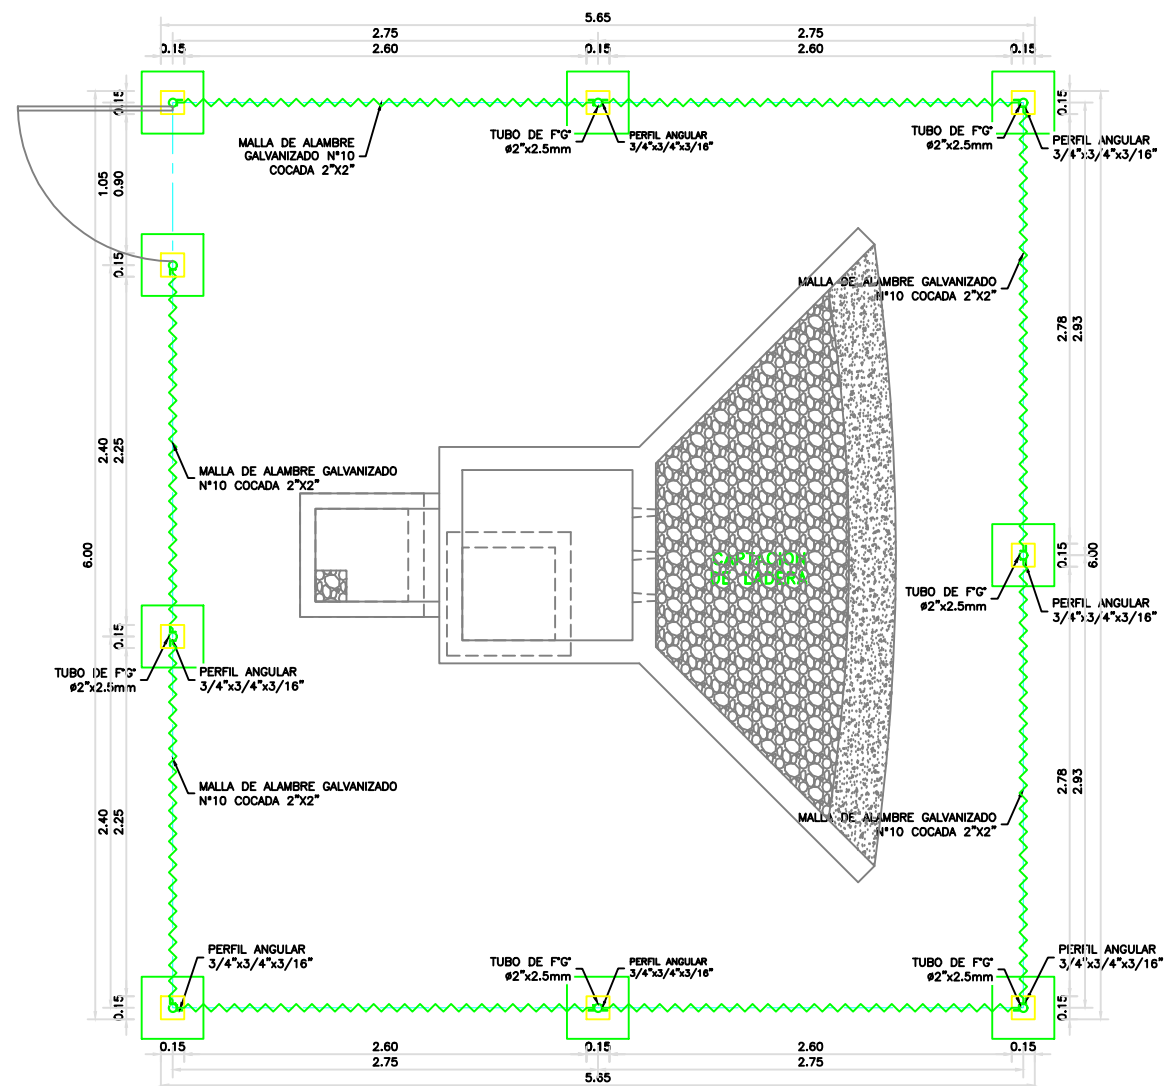 5.65
2.75
2.75
0.15
2.60
0.15
2.60
0.15
0.15
0.15
MALLA DE ALAMBRE
GALVANIZADO N°10
COCADA 2"X2"
TUBO DE F°G°
ø2"x2.5mm
PERFIL ANGULAR
3/4"x3/4"x3/16"
TUBO DE F°G°
ø2"x2.5mm
PERFIL ANGULAR
3/4"x3/4"x3/16"
1.05
0.90
0.15
MALLA DE ALAMBRE GALVANIZADO
N°10 COCADA 2"X2"
2.78
2.93
2.40
2.25
MALLA DE ALAMBRE GALVANIZADO
N°10 COCADA 2"X2"
6.00
CAPTACION
DE LADERA
0.15
6.00
TUBO DE F°G°
ø2"x2.5mm
PERFIL ANGULAR
3/4"x3/4"x3/16"
0.15
TUBO DE F°G°
ø2"x2.5mm
PERFIL ANGULAR
3/4"x3/4"x3/16"
MALLA DE ALAMBRE GALVANIZADO
N°10 COCADA 2"X2"
2.40
2.25
2.78
2.93
MALLA DE ALAMBRE GALVANIZADO
N°10 COCADA 2"X2"
PERFIL ANGULAR
3/4"x3/4"x3/16"
TUBO DE F°G°
ø2"x2.5mm
PERFIL ANGULAR
3/4"x3/4"x3/16"
TUBO DE F°G°
ø2"x2.5mm
PERFIL ANGULAR
3/4"x3/4"x3/16"
0.15
0.15
0.15
2.60
0.15
2.60
0.15
2.75
2.75
5.65